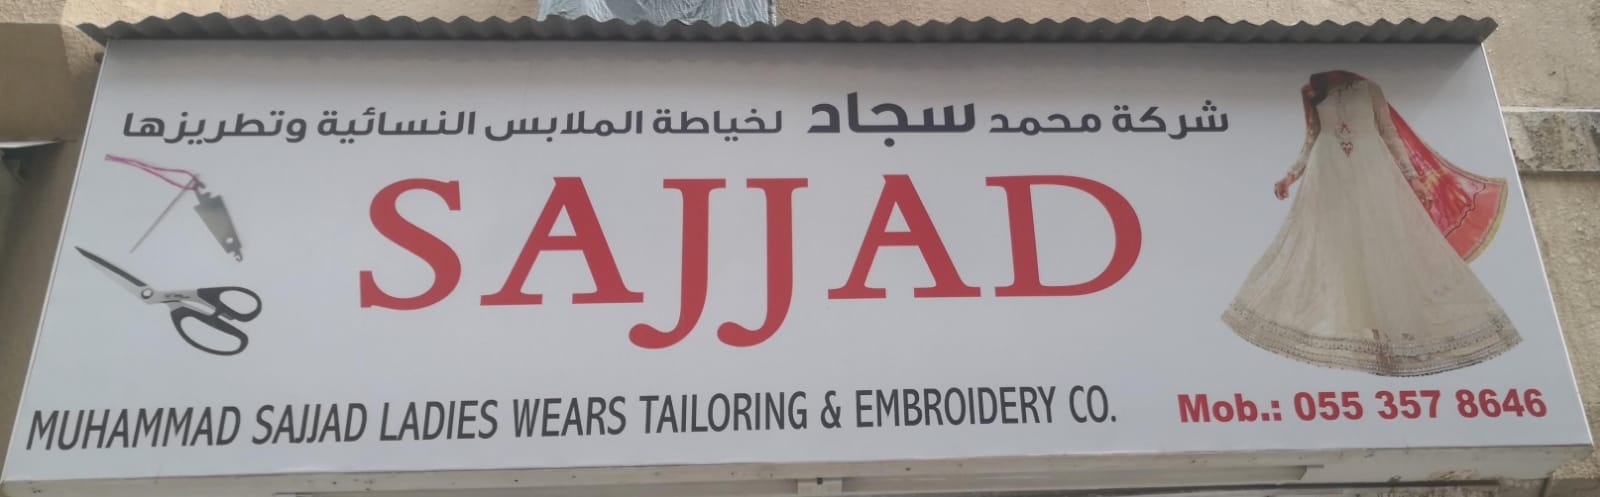 شركة محمد سجاد لخياطة الملابس النسائية وتطريزها
SAJJAD
MUHAMMAD SAJJAD LADIES WEARS TAILORING & EMBROIDERY CO.
Mob.: 055 357 8646